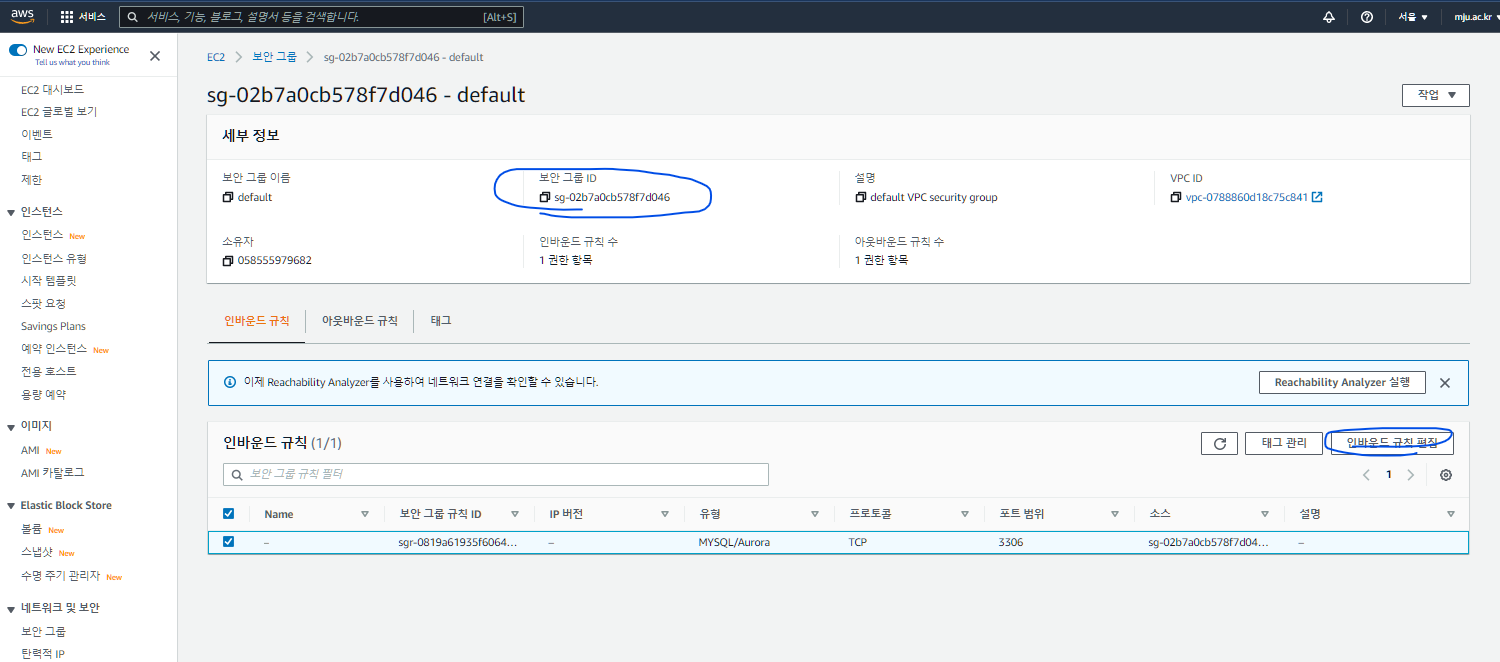 aws 서비스 서비스, 기능, 블로그, 설명서 등을 검색합니다. [Alt+S] 서울 ▼ mju.ac.kr
New EC2 Experience
Tell us what you think
EC2 대시보드
EC2 글로벌 보기
이벤트
태그
제한
인스턴스
인스턴스 New
인스턴스 유형
시작 템플릿
스팟 요청
Savings Plans
예약 인스턴스 New
전용 호스트
용량 예약
이미지
AMI New
AMI 카탈로그
Elastic Block Store
볼륨 New
스냅샷 New
수명 주기 관리자 New
네트워크 및 보안
보안 그룹
탄력적 IP
EC2 > 보안 그룹 > sg-02b7a0cb578f7d046 - default
sg-02b7a0cb578f7d046 - default
작업 ▼
세부 정보
보안 그룹 이름
default
보안 그룹 ID
sg-02b7a0cb578f7d046
설명
default VPC security group
VPC ID
vpc-0788860d18c75c841
소유자
058555979682
인바운드 규칙 수
1 권한 항목
아웃바운드 규칙 수
1 권한 항목
인바운드 규칙 아웃바운드 규칙 태그
이제 Reachability Analyzer를 사용하여 네트워크 연결을 확인할 수 있습니다.
Reachability Analyzer 실행
인바운드 규칙 (1/1)
태그 관리 인바운드 규칙 편집
보안 그룹 규칙 필터
1
Name 보안 그룹 규칙 ID IP 버전 유형 프로토콜 포트 범위 소스 설명
– sgr-0819a61935f6064... – MYSQL/Aurora TCP 3306 sg-02b7a0cb578f7d04... –